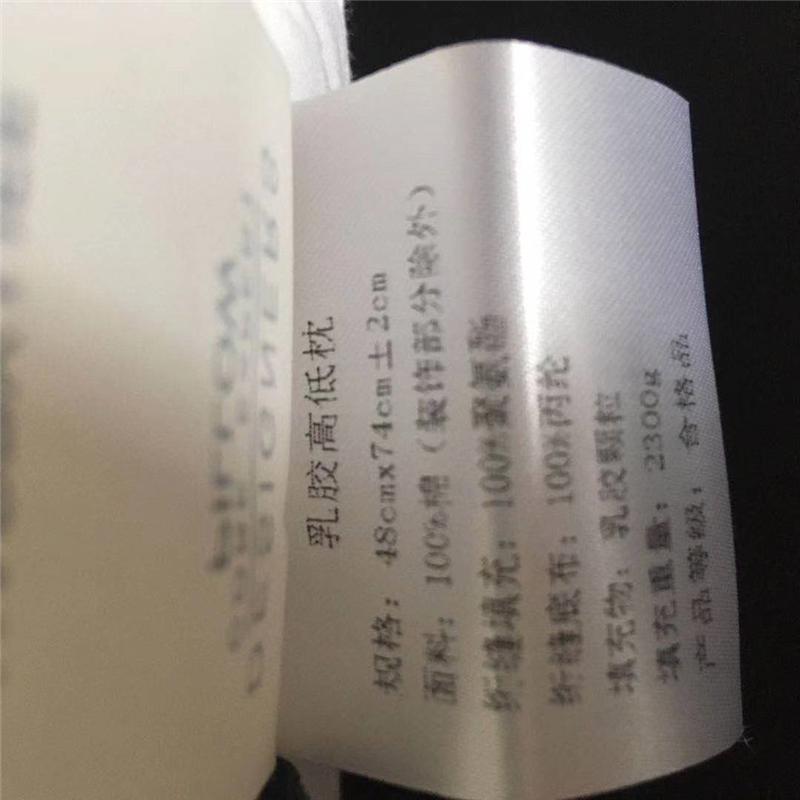 乳胶高低枕
规格：48cmx74cm±2cm
面料：100%棉（装饰部分除外）
绗缝填充：100%聚氨酯
绗缝底布：100%丙纶
填充物：乳胶颗粒
填充重量：2300g
产品等级：合格品